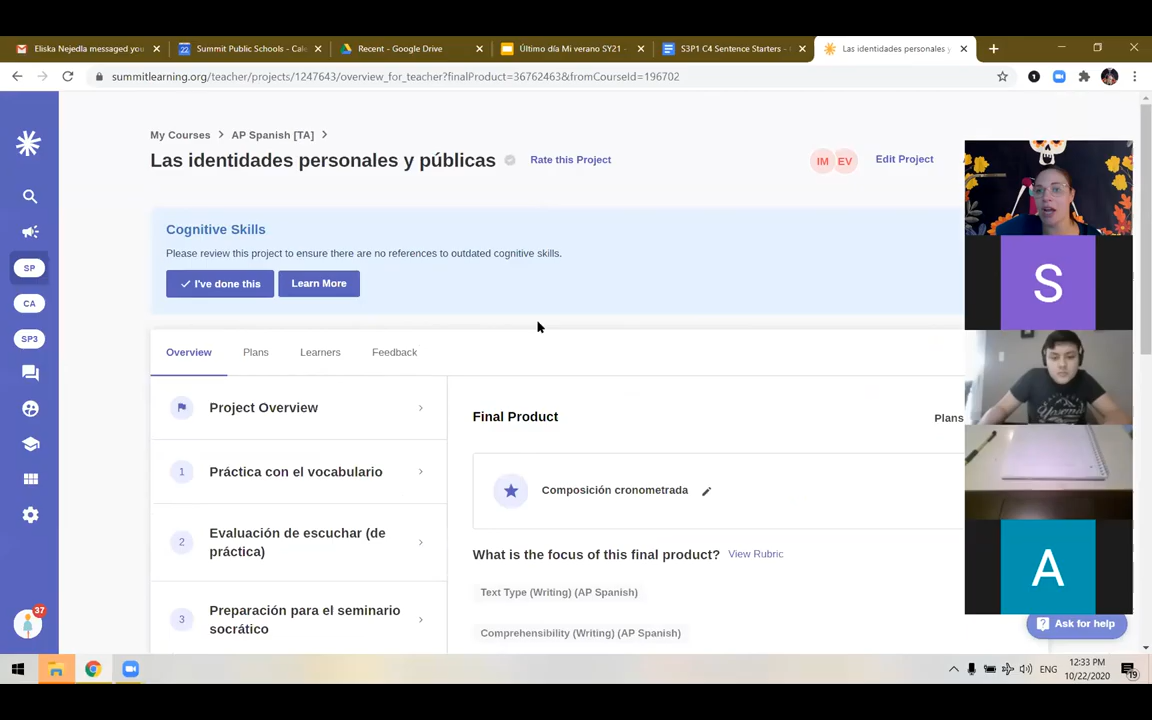 Eliska Nejedla messaged you
Summit Public Schools - Cale
Recent - Google Drive
Último día Mi verano SY21 -
S3P1 C4 Sentence Starters -
Las identidades personales y
summitlearning.org/teacher/projects/1247643/overview_for_teacher?finalProduct=36762463&fromCourseId=196702
My Courses > AP Spanish [TA] >
Las identidades personales y públicas
Rate this Project
IM EV
Edit Project
Cognitive Skills
Please review this project to ensure there are no references to outdated cognitive skills.
I've done this
Learn More
SP
CA
SP3
37
Overview
Plans
Learners
Feedback
Project Overview
1 Práctica con el vocabulario
2 Evaluación de escuchar (de
práctica)
3 Preparación para el seminario
socrático
Final Product
Plans
Composición cronometrada
What is the focus of this final product? View Rubric
Text Type (Writing) (AP Spanish)
Comprehensibility (Writing) (AP Spanish)
S
A
Ask for help
ENG
12:33 PM
10/22/2020
19